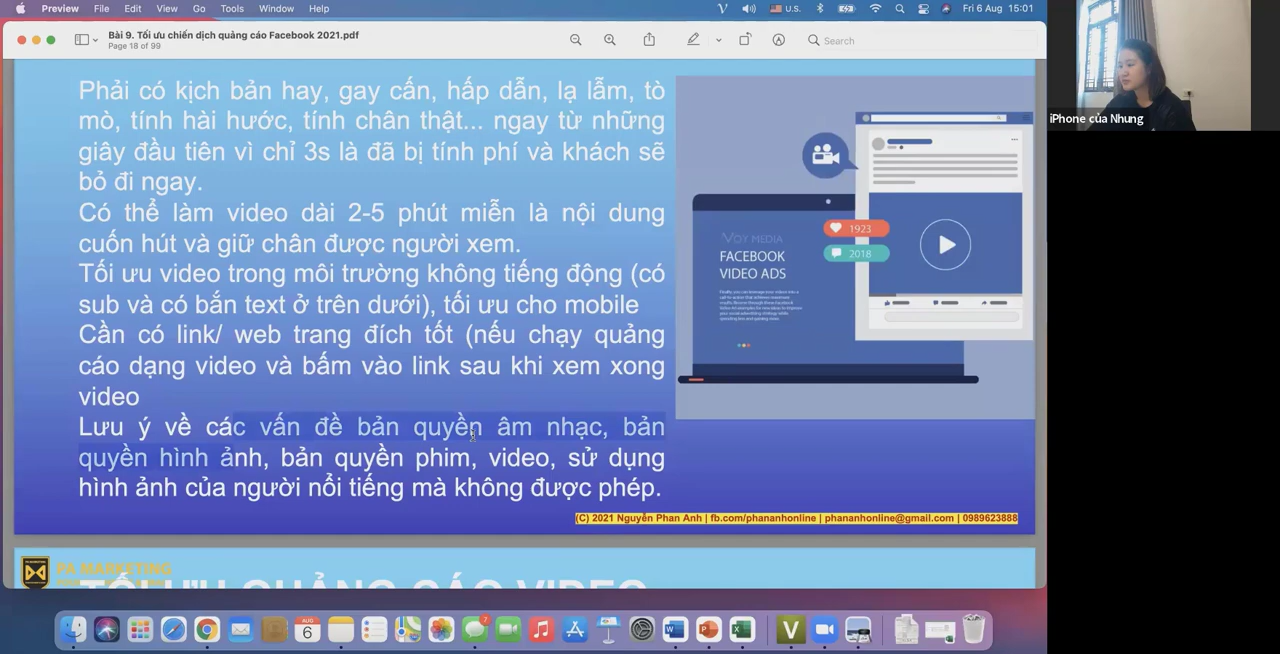 Preview File Edit View Go Tools Window Help
U.S. Fri 6 Aug 15:01
Bài 9. Tối ưu chiến dịch quảng cáo Facebook 2021.pdf
Page 18 of 99
Search
Phải có kịch bản hay, gay cấn, hấp dẫn, lạ lẫm, tò
mò, tính hài hước, tính chân thật... ngay từ những
giây đầu tiên vì chỉ 3s là đã bị tính phí và khách sẽ
bỏ đi ngay.
Có thể làm video dài 2-5 phút miễn là nội dung
cuốn hút và giữ chân được người xem.
Tối ưu video trong môi trường không tiếng động (có
sub và có bắn text ở trên dưới), tối ưu cho mobile
Cần có link/ web trang đích tốt (nếu chạy quảng
cáo dạng video và bấm vào link sau khi xem xong
video
Lưu ý về các vấn đề bản quyền âm nhạc, bản
quyền hình ảnh, bản quyền phim, video, sử dụng
hình ảnh của người nổi tiếng mà không được phép.
VOY MEDIA
FACEBOOK
VIDEO ADS
1923
2018
(C) 2021 Nguyễn Phan Anh | fb.com/phananhonline | phananhonline@gmail.com | 0989623888
PA MARKETING
TỐI ƯU QUẢNG CÁO VIDEO
iPhone của Nhung
AUG
6
2